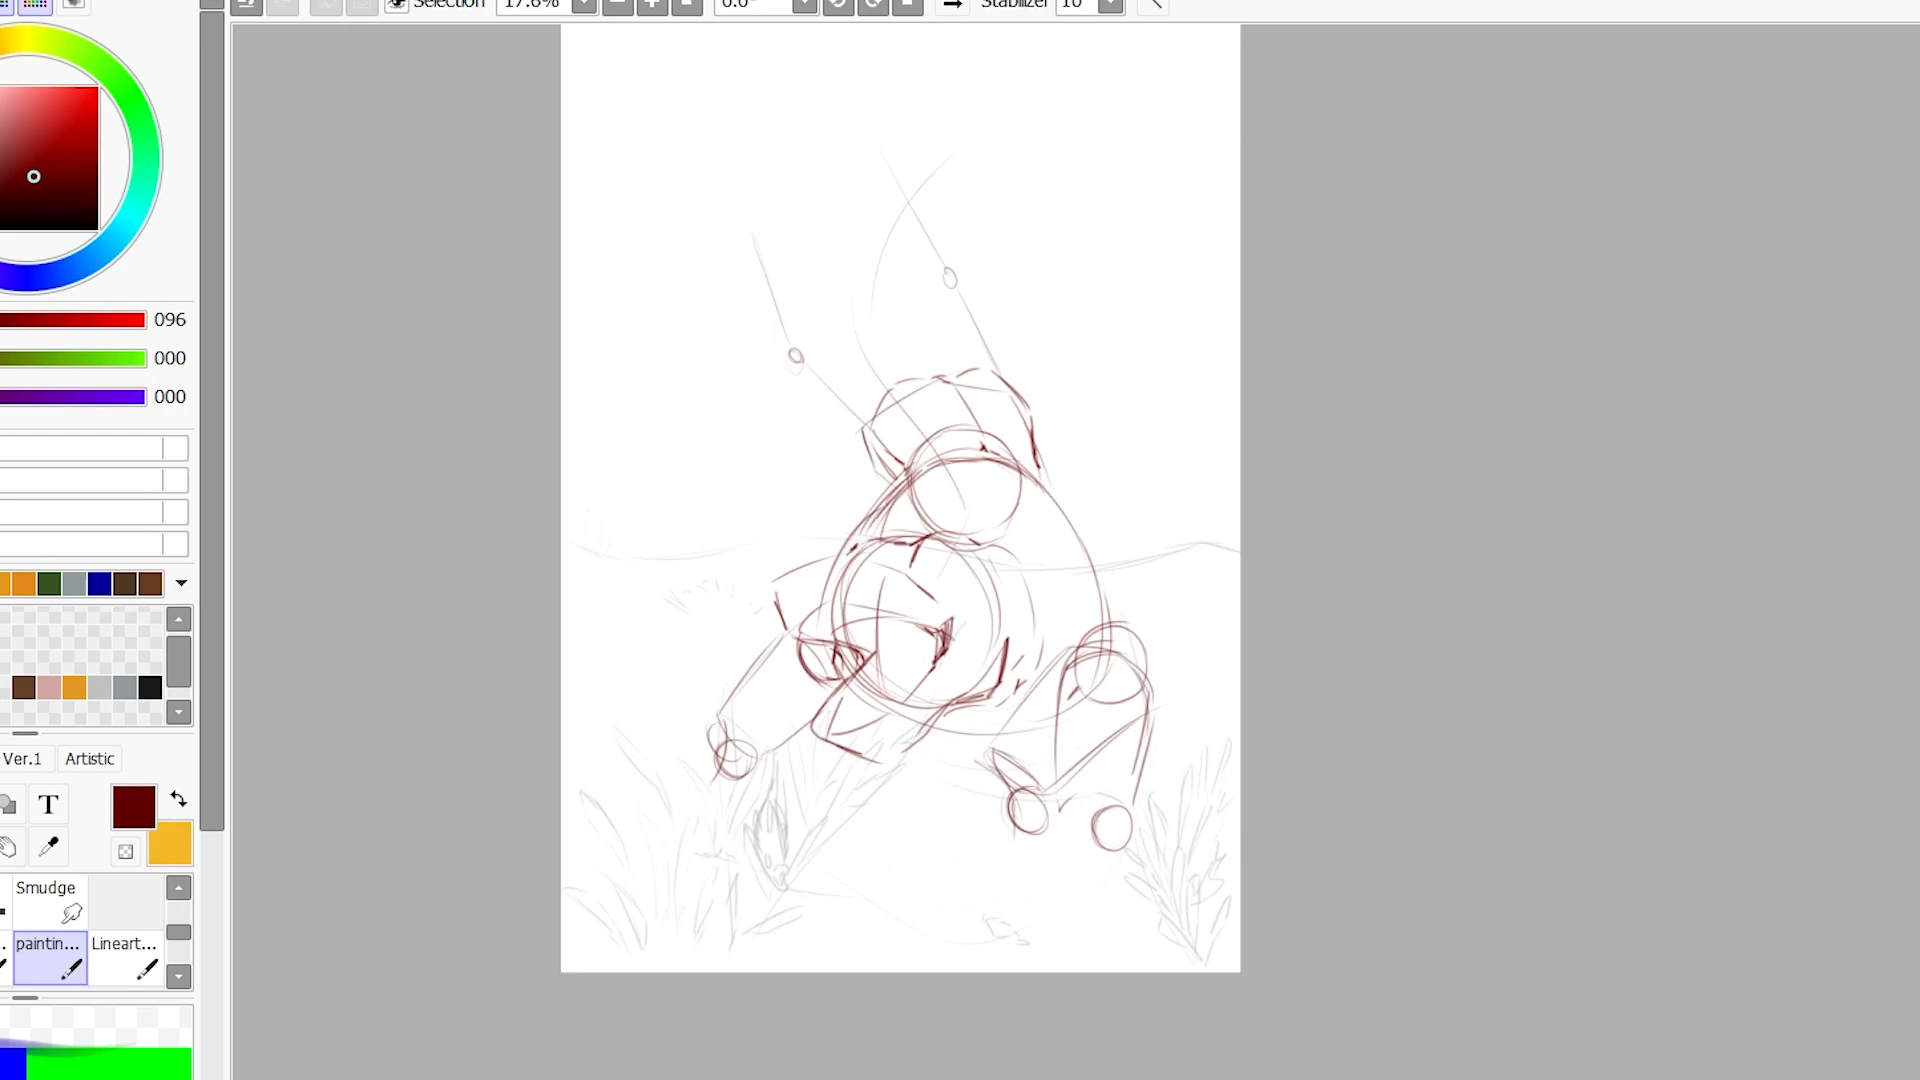 Selection 17.6% 0.0° Stabilizer 10
096
000
000
Ver.1 Artistic
T
Smudge
paintin... Lineart...